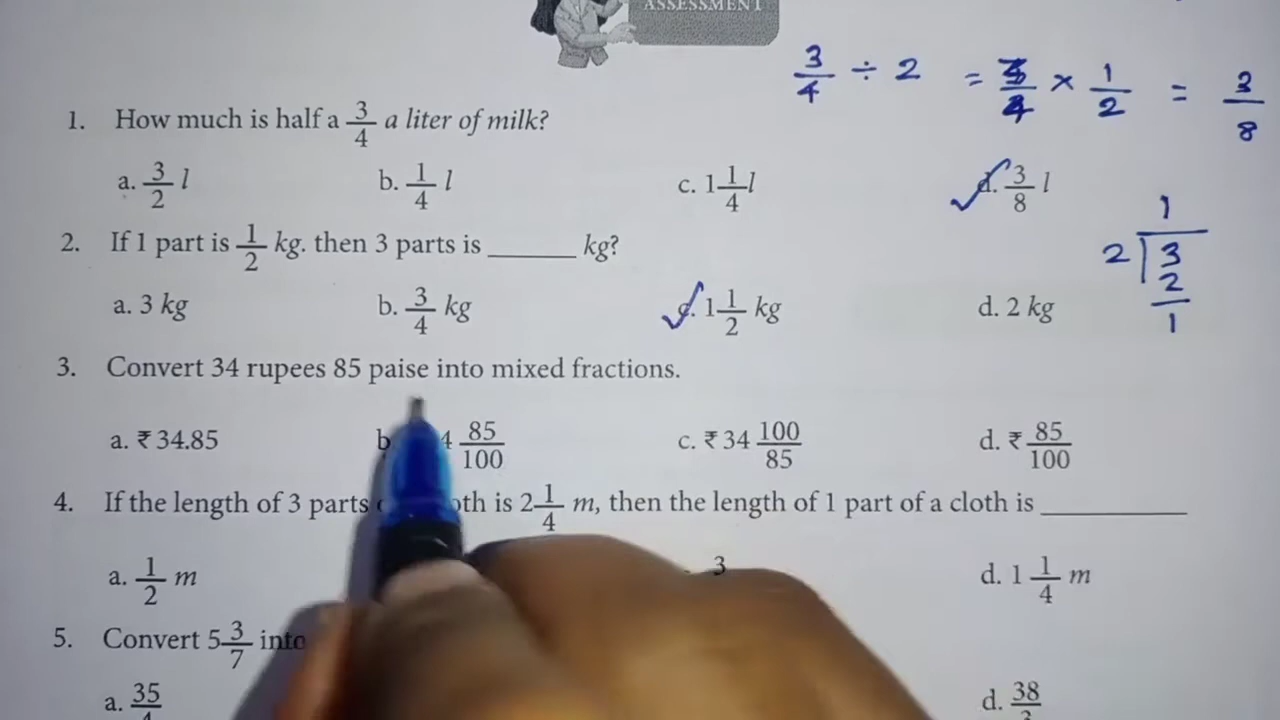 ASSESSMENT
3/4 ÷ 2 = 3/4 × 1/2 = 3/8
1. How much is half a 3/4 a liter of milk?
a. 3/2 l b. 1/4 l c. 1 1/4 l d. 3/8 l
2. If 1 part is 1/2 kg. then 3 parts is ______ kg?
1
2 3
2
1
a. 3 kg b. 3/4 kg c. 1 1/2 kg d. 2 kg
3. Convert 34 rupees 85 paise into mixed fractions.
a. ₹ 34.85 b 4 85/100 c. ₹ 34 100/85 d. ₹ 85/100
4. If the length of 3 parts is 2 1/4 m, then the length of 1 part of a cloth is __________
a. 1/2 m 3 d. 1 1/4 m
5. Convert 5 3/7 into
a. 35 d. 38